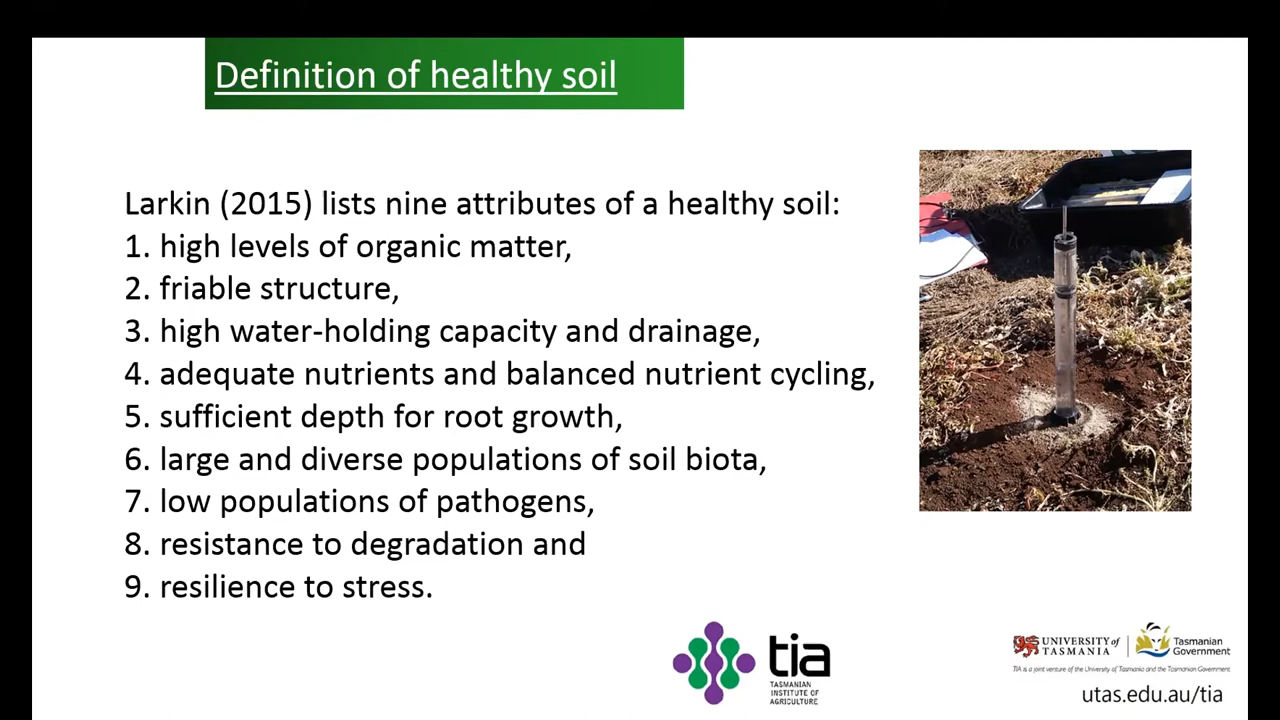 Definition of healthy soil
Larkin (2015) lists nine attributes of a healthy soil:
1. high levels of organic matter,
2. friable structure,
3. high water-holding capacity and drainage,
4. adequate nutrients and balanced nutrient cycling,
5. sufficient depth for root growth,
6. large and diverse populations of soil biota,
7. low populations of pathogens,
8. resistance to degradation and
9. resilience to stress.
tia
TASMANIAN
INSTITUTE OF
AGRICULTURE
UNIVERSITY of
TASMANIA
Tasmanian
Government
TIA is a joint venture of the University of Tasmania and the Tasmanian Government
utas.edu.au/tia